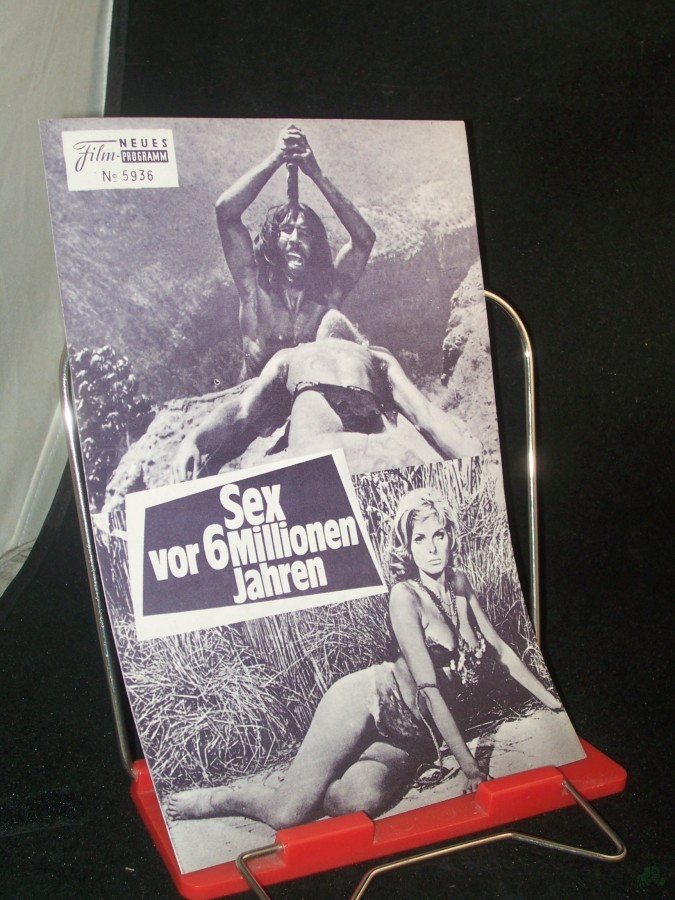 Film-
NEUES
PROGRAMM
No 5936
Sex
vor 6 Millionen
Jahren